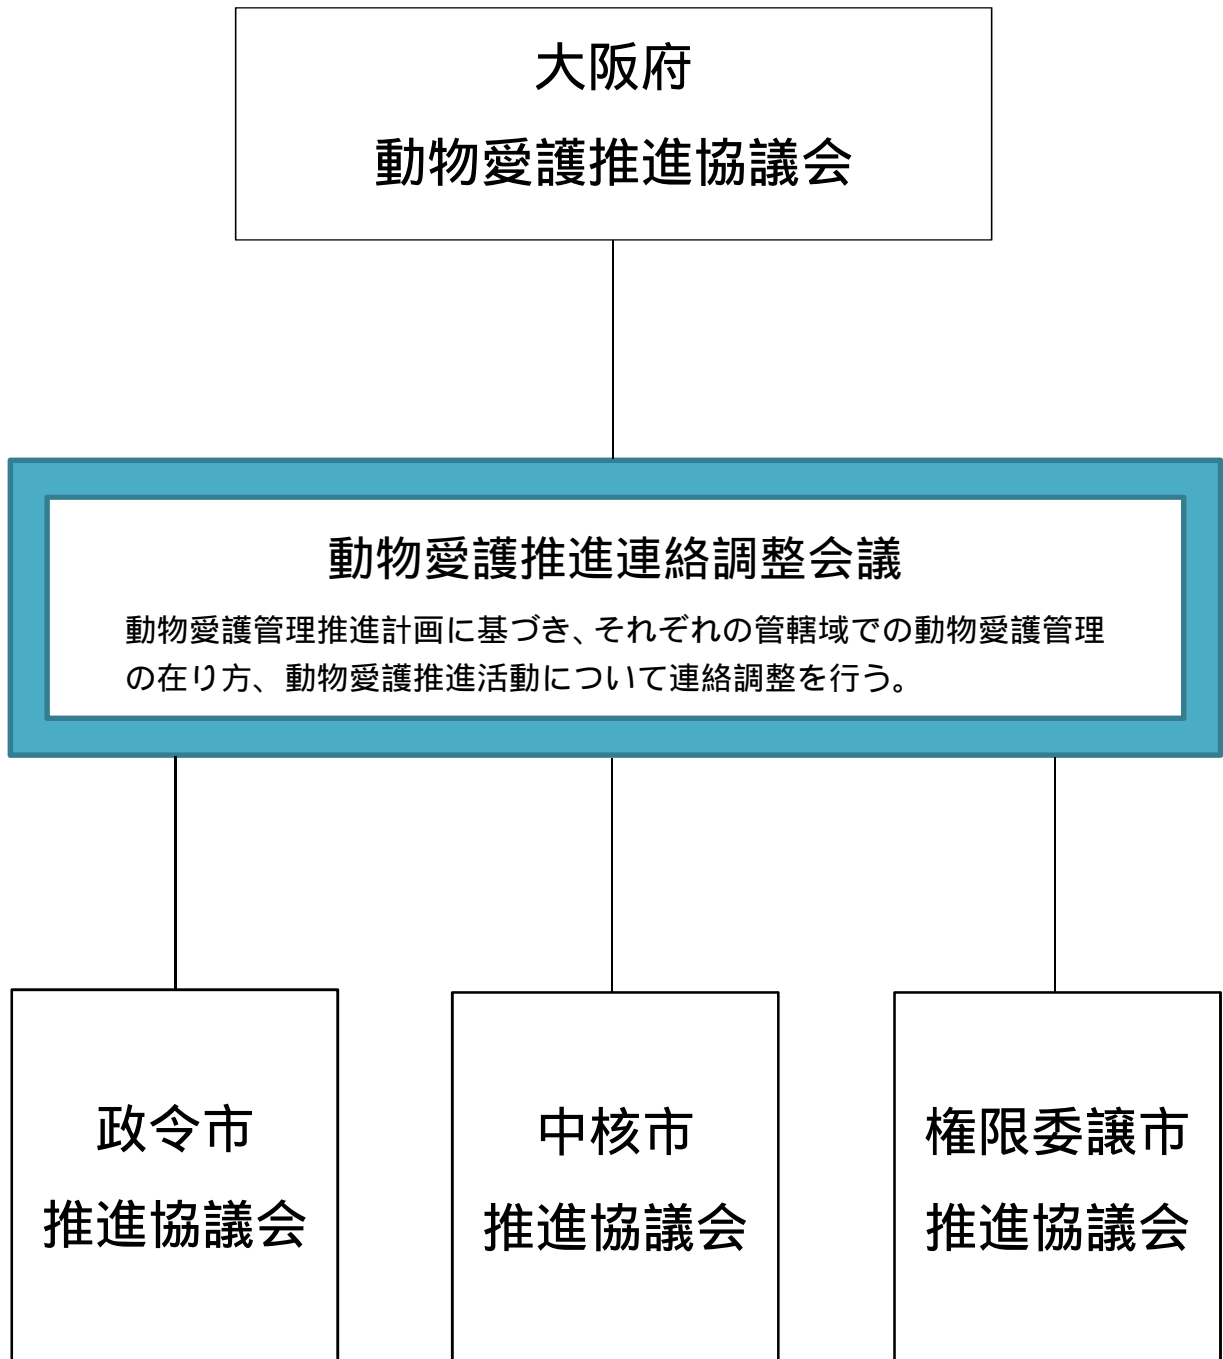 大阪府
動物愛護推進協議会
動物愛護推進連絡調整会議
動物愛護管理推進計画に基づき、それぞれの管轄域での動物愛護管理
の在り方、動物愛護推進活動について連絡調整を行う。
政令市
推進協議会
中核市
推進協議会
権限委譲市
推進協議会